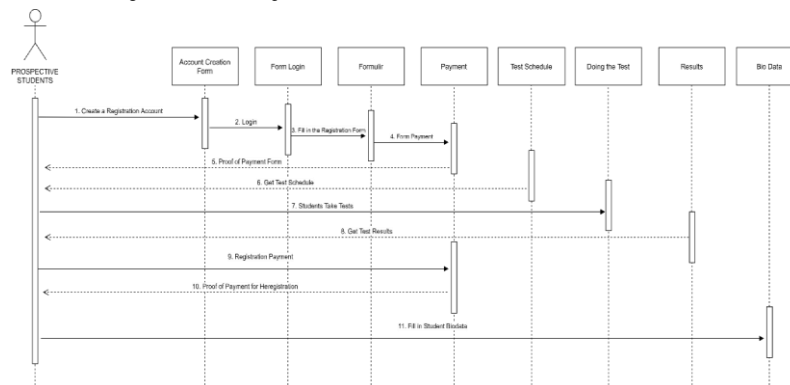 PROSPECTIVE
STUDENTS
Account Creation
Form
Form Login
Formulir
Payment
Test Schedule
Doing the Test
Results
Bio Data
1. Create a Registration Account
2. Login
3. Fill in the Registration Form
4. Form Payment
5. Proof of Payment Form
6. Get Test Schedule
7. Students Take Tests
8. Get Test Results
9. Registration Payment
10. Proof of Payment for Heregistration
11. Fill in Student Biodata